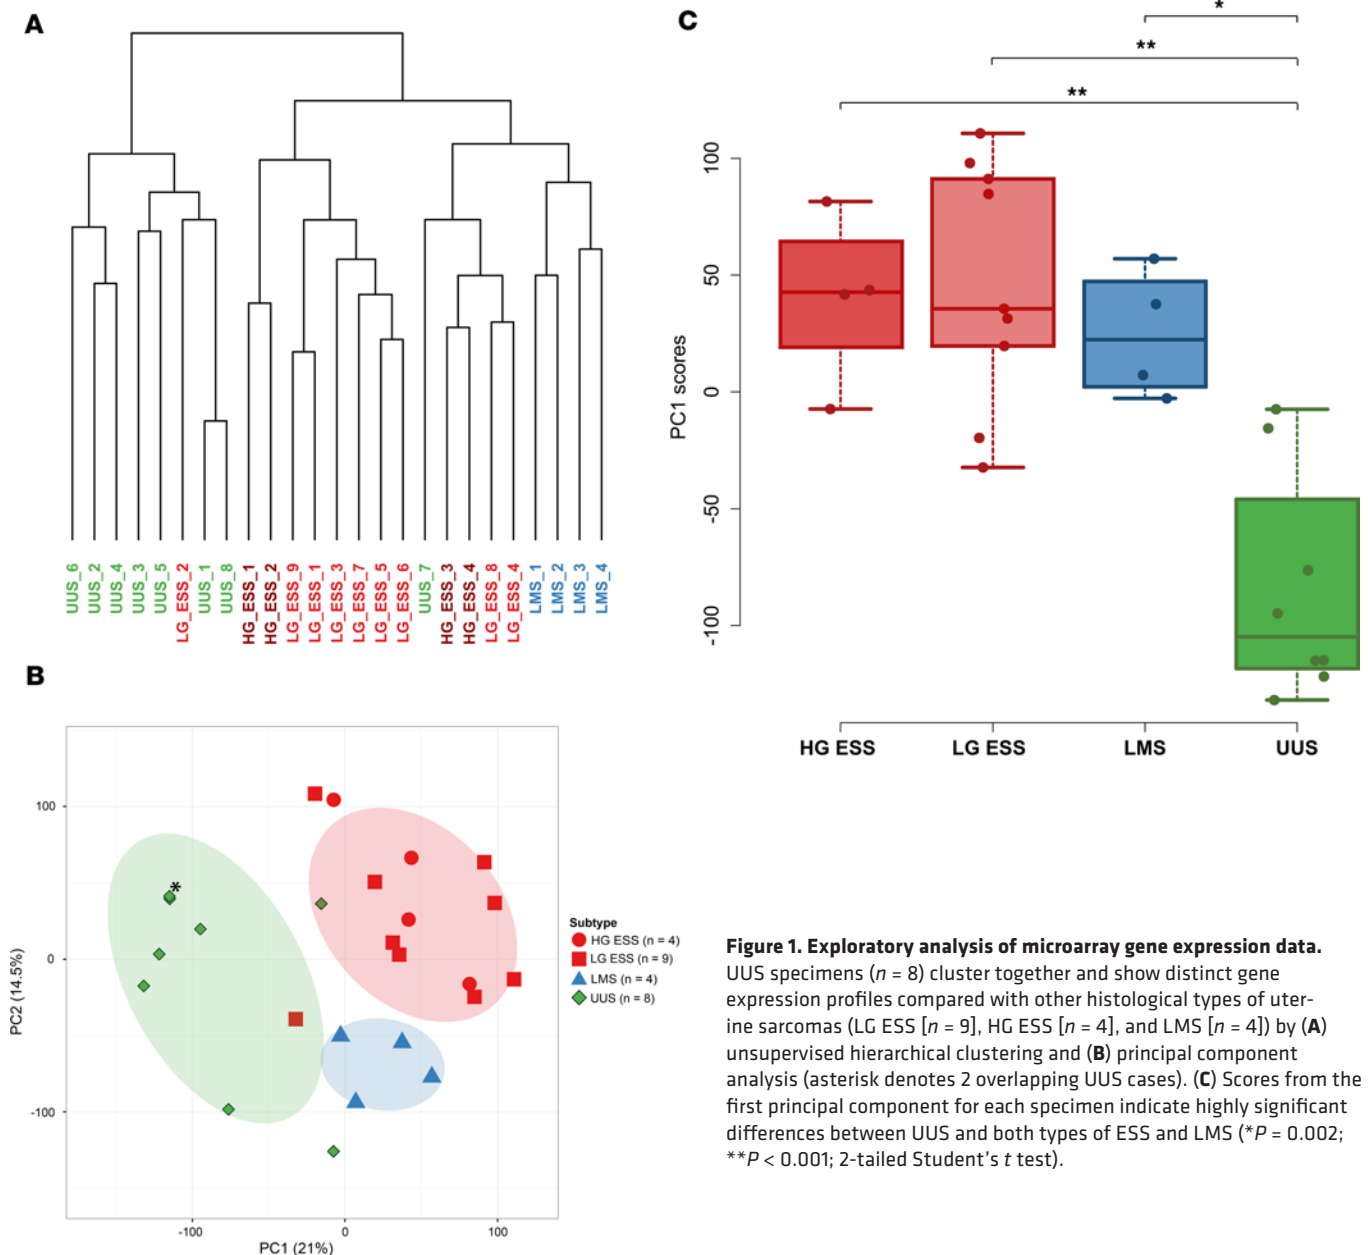 A
UUS_6
UUS_2
UUS_4
UUS_3
UUS_5
LG_ESS_2
UUS_1
UUS_8
HG_ESS_1
HG_ESS_2
LG_ESS_9
LG_ESS_1
LG_ESS_3
LG_ESS_7
LG_ESS_5
LG_ESS_6
UUS_7
HG_ESS_3
HG_ESS_4
LG_ESS_8
LG_ESS_4
LMS_1
LMS_2
LMS_3
LMS_4
B
100
0
-100
PC2 (14.5%)
*
-100
0
100
PC1 (21%)
Subtype
HG ESS (n = 4)
LG ESS (n = 9)
LMS (n = 4)
UUS (n = 8)
C
*
**
**
100
50
0
-50
-100
PC1 scores
HG ESS
LG ESS
LMS
UUS
Figure 1. Exploratory analysis of microarray gene expression data.
UUS specimens (n = 8) cluster together and show distinct gene
expression profiles compared with other histological types of uter-
ine sarcomas (LG ESS [n = 9], HG ESS [n = 4], and LMS [n = 4]) by (A)
unsupervised hierarchical clustering and (B) principal component
analysis (asterisk denotes 2 overlapping UUS cases). (C) Scores from the
first principal component for each specimen indicate highly significant
differences between UUS and both types of ESS and LMS (*P = 0.002;
**P < 0.001; 2-tailed Student's t test).